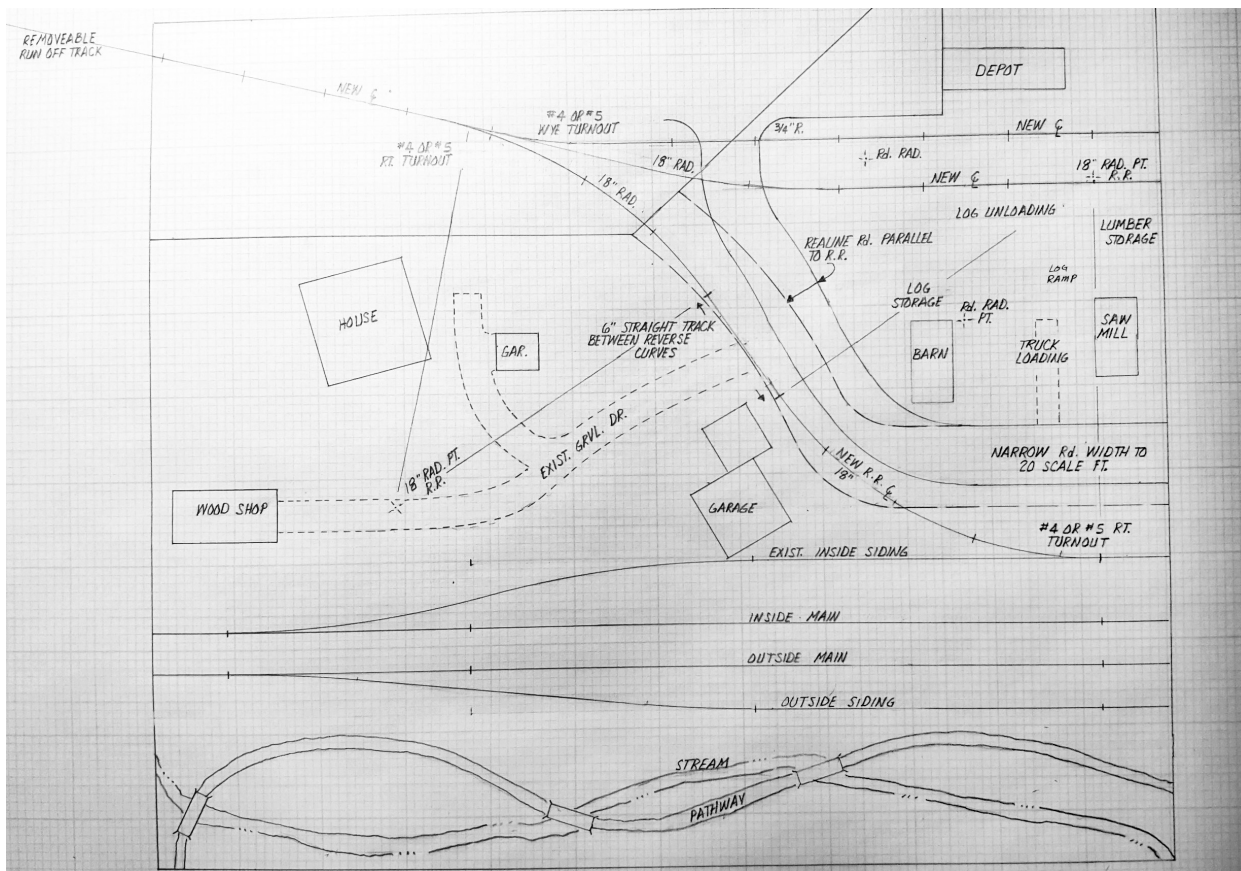 REMOVEABLE
RUN OFF TRACK
NEW ℄
#4 OR #5
WYE TURNOUT
#4 OR #5
RT. TURNOUT
18" RAD.
18" RAD.
3/4" R.
DEPOT
NEW ℄
Rd. RAD.
NEW ℄
18" RAD. PT.
R.R.
LOG UNLOADING
LUMBER
STORAGE
REALINE Rd. PARALLEL
TO R.R.
LOG
RAMP
LOG
STORAGE
Rd. RAD.
PT.
HOUSE
GAR.
6" STRAIGHT TRACK
BETWEEN REVERSE
CURVES
BARN
TRUCK
LOADING
SAW
MILL
EXIST. GRVL. DR.
18" RAD. PT.
R.R.
NEW R.R. ℄
18"
NARROW Rd. WIDTH TO
20 SCALE FT.
WOOD SHOP
GARAGE
#4 OR #5 RT.
TURNOUT
EXIST. INSIDE SIDING
INSIDE MAIN
OUTSIDE MAIN
OUTSIDE SIDING
STREAM
PATHWAY